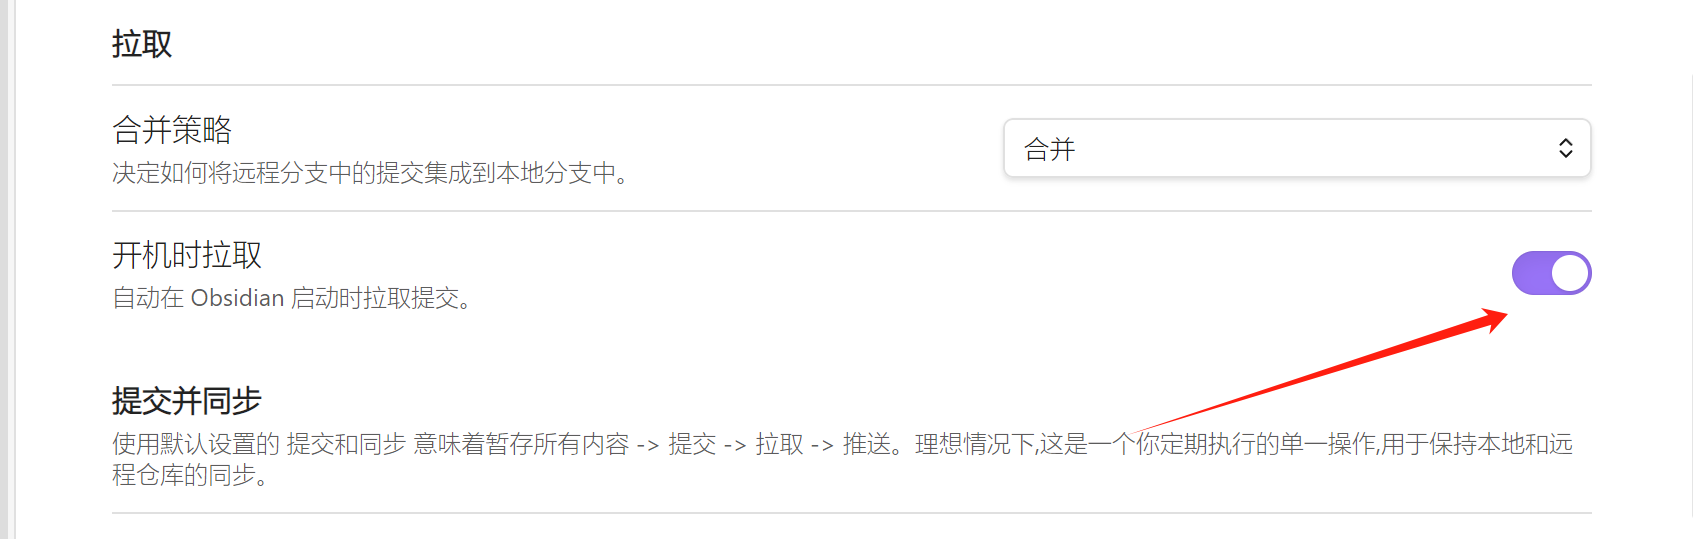 拉取
合并策略
决定如何将远程分支中的提交集成到本地分支中。
合并
开机时拉取
自动在 Obsidian 启动时拉取提交。
提交并同步
使用默认设置的 提交和同步 意味着暂存所有内容 -> 提交 -> 拉取 -> 推送。理想情况下,这是一个你定期执行的单一操作,用于保持本地和远
程仓库的同步。